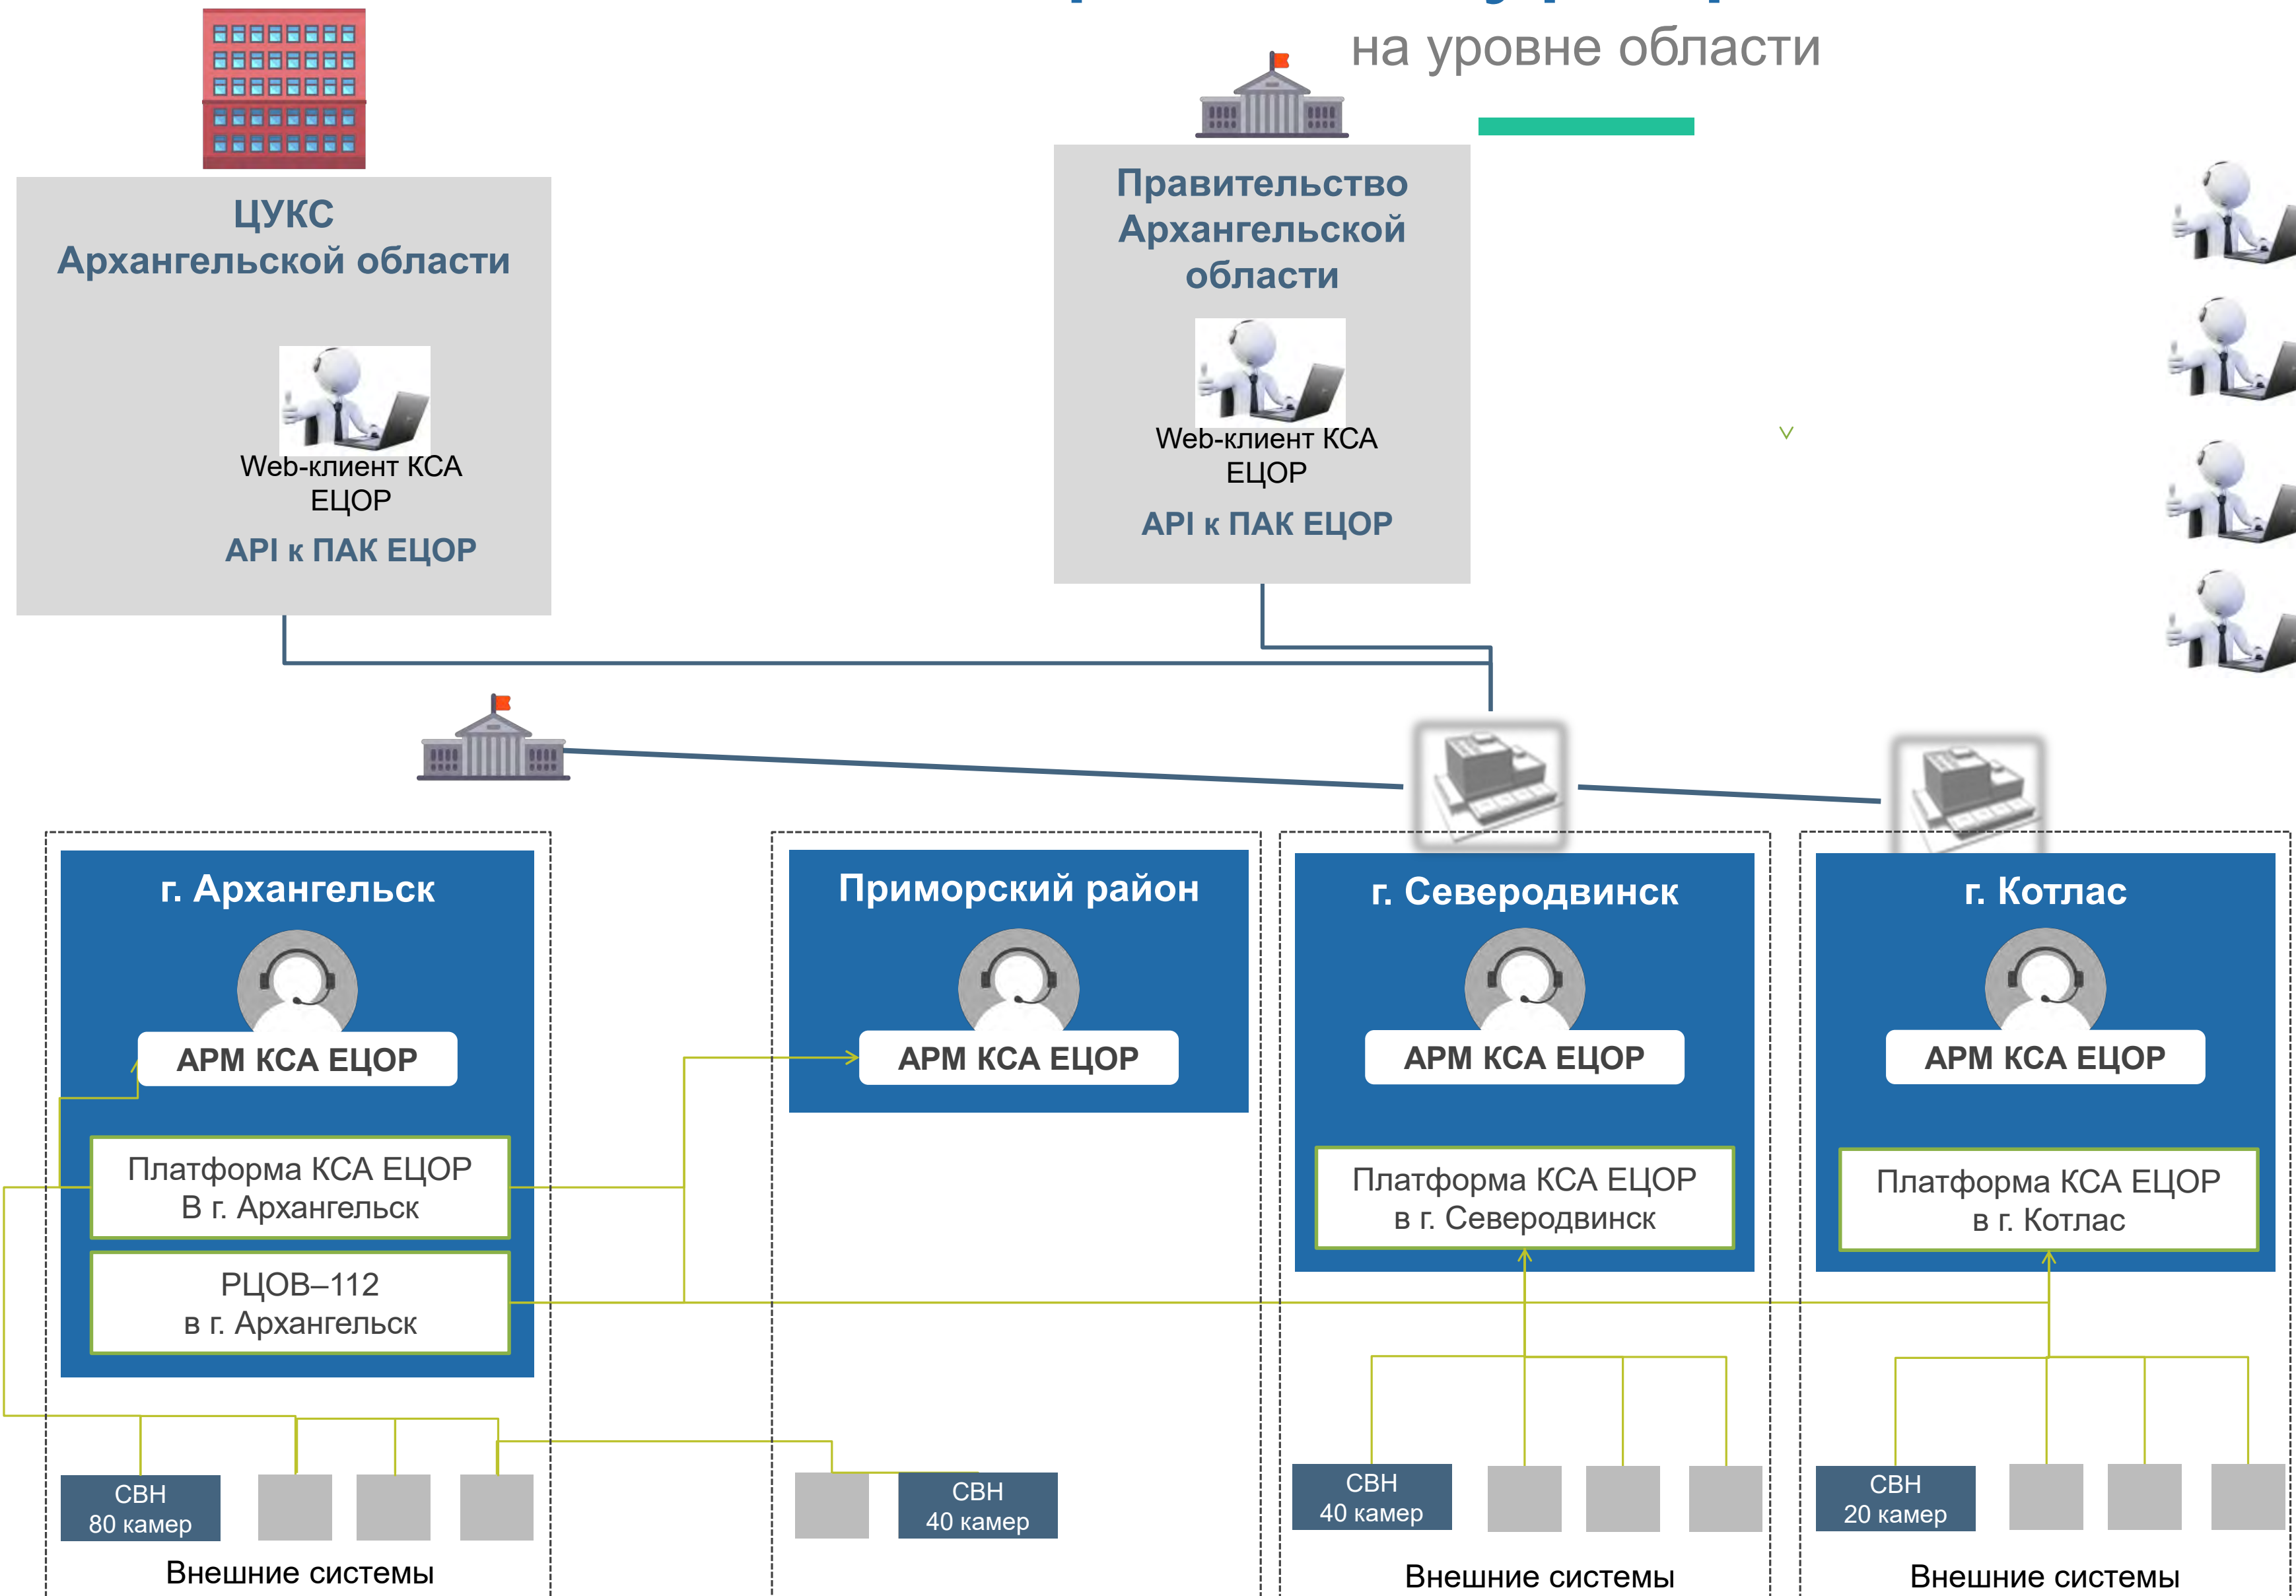 на уровне области
ЦУКС
Архангельской области
Web-клиент КСА
ЕЦОР
API к ПАК ЕЦОР
Правительство
Архангельской
области
Web-клиент КСА
ЕЦОР
API к ПАК ЕЦОР
г. Архангельск
АРМ КСА ЕЦОР
Платформа КСА ЕЦОР
В г. Архангельск
РЦОВ–112
в г. Архангельск
СВН
80 камер
Внешние системы
Приморский район
АРМ КСА ЕЦОР
СВН
40 камер
г. Северодвинск
АРМ КСА ЕЦОР
Платформа КСА ЕЦОР
в г. Северодвинск
СВН
40 камер
Внешние системы
г. Котлас
АРМ КСА ЕЦОР
Платформа КСА ЕЦОР
в г. Котлас
СВН
20 камер
Внешние системы